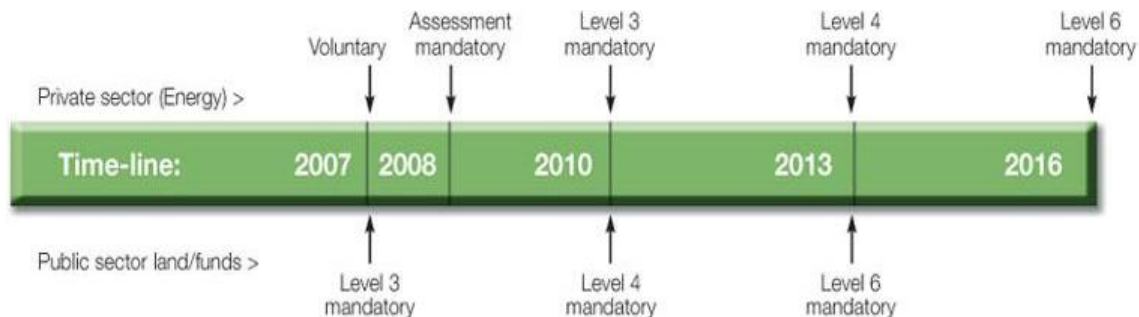 Voluntary
Assessment
mandatory
Level 3
mandatory
Level 4
mandatory
Level 6
mandatory
Private sector (Energy) >
Time-line: 2007 2008 2010 2013 2016
Public sector land/funds >
Level 3
mandatory
Level 4
mandatory
Level 6
mandatory